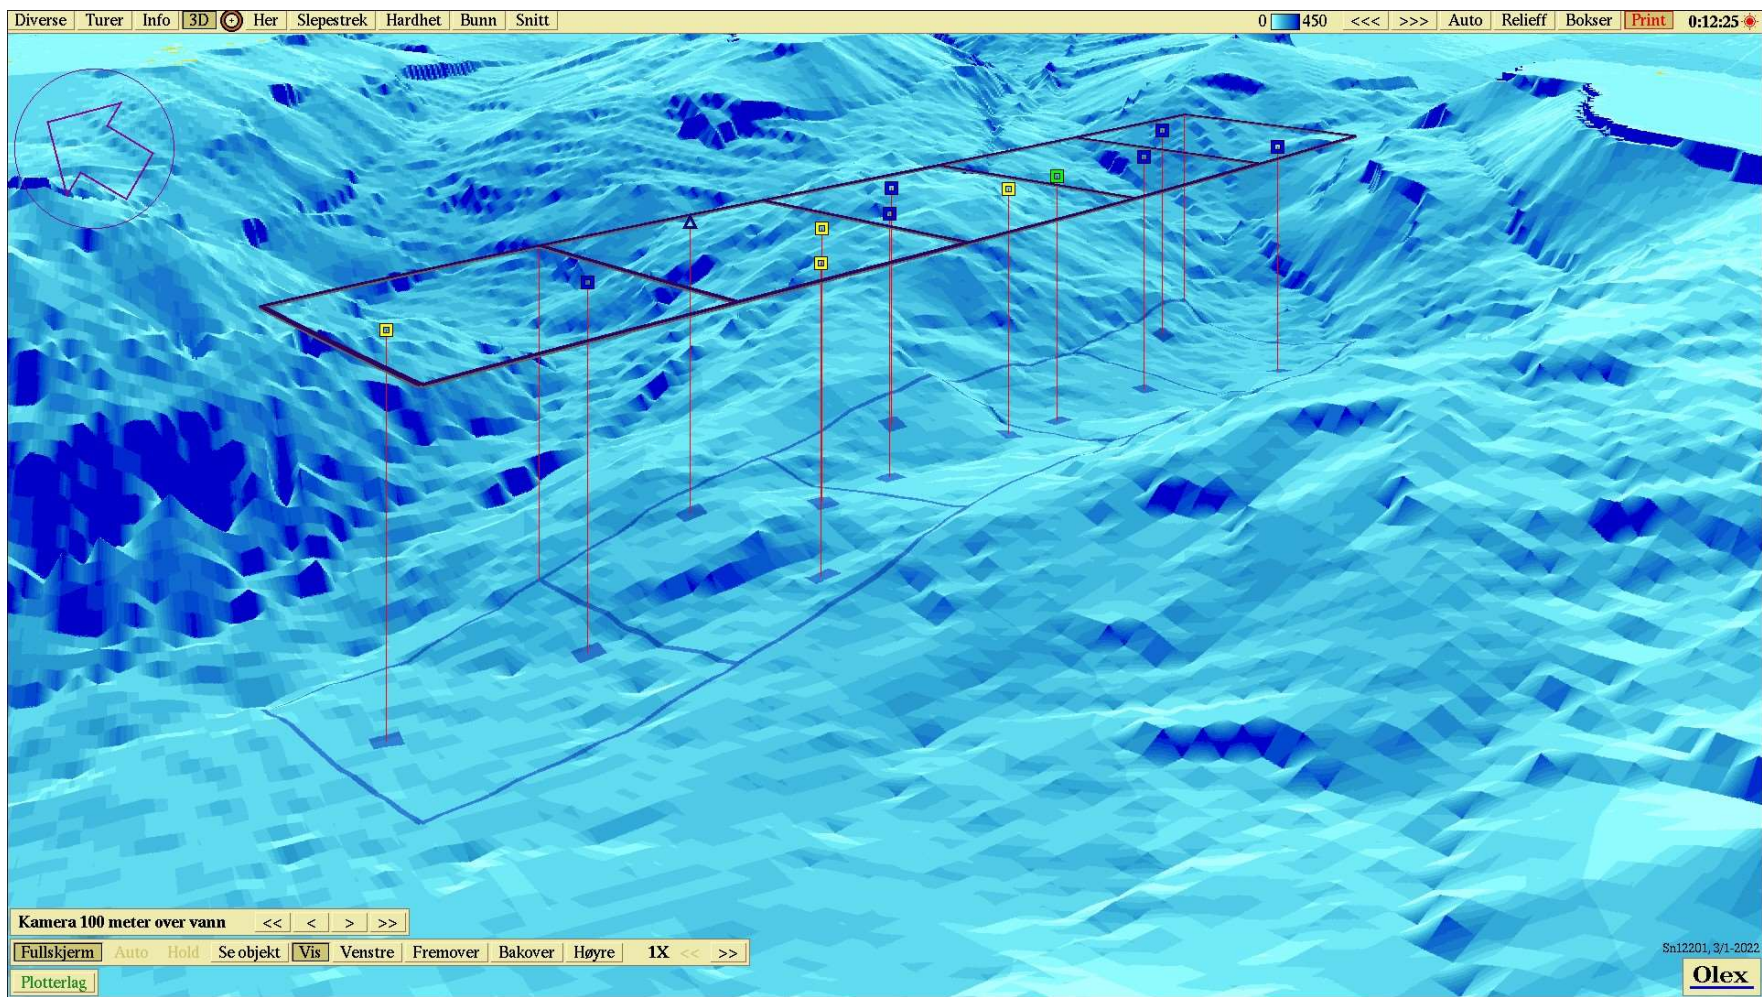 Diverse Turer Info 3D Her Slepestrek Hardhet Bunn Snitt 0 450 <<< >>> Auto Relieff Bokser Print 0:12:25
Kamera 100 meter over vann << < > >>
Fullskjerm Auto Hold Se objekt Vis Venstre Fremover Bakover Høyre 1X << >>
Sn12201, 3/1-2022
Plotterlag
Olex